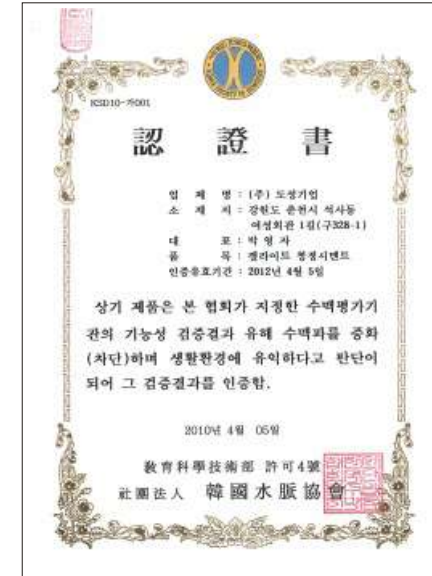 KSD10-가001
認 證 書
업 체 명 : (주) 도성기업
소 재 지 : 강원도 춘천시 석사동
여성회관 1길(구328-1)
대 표 : 박 영 자
품 목 : 켈라이트 청정시멘트
인증유효기간 : 2012년 4월 5일
상기 제품은 본 협회가 지정한 수맥평가기
관의 기능성 검증결과 유해 수맥파를 중화
(차단)하며 생활환경에 유익하다고 판단이
되어 그 검증결과를 인증함.
2010년 4월 05일
敎育科學技術部 許可4號
社團法人 韓國水脈協會